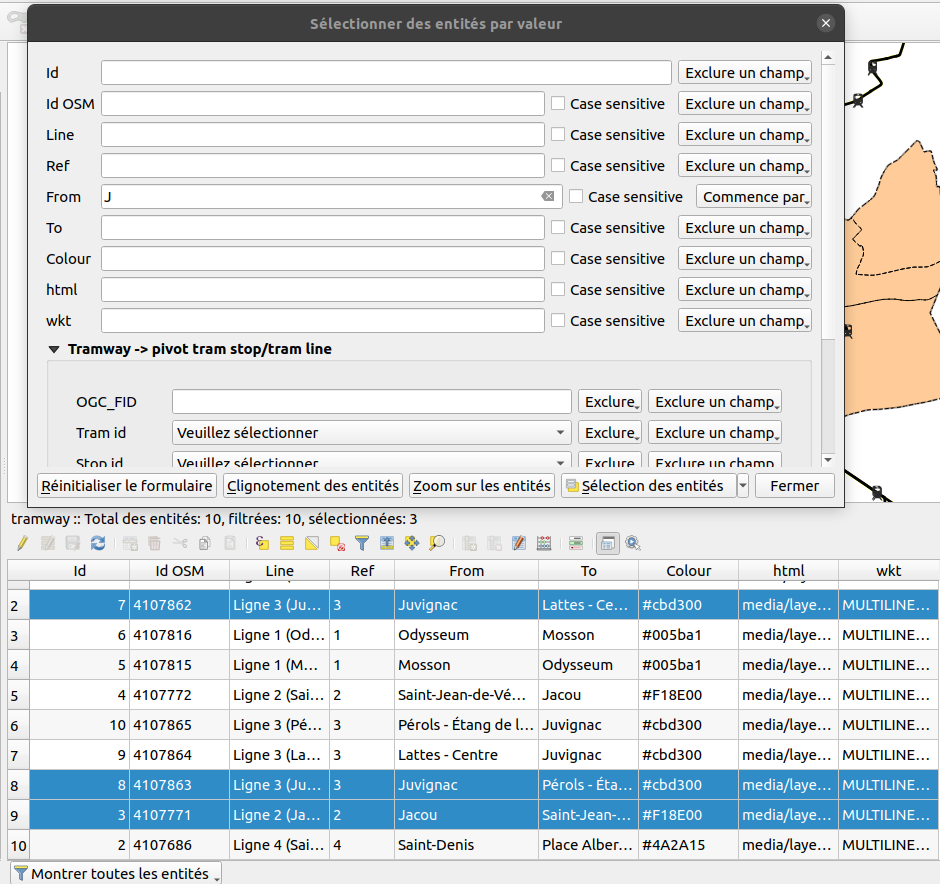 Sélectionner des entités par valeur
Id Exclure un champ
Id OSM Case sensitive Exclure un champ
Line Case sensitive Exclure un champ
Ref Case sensitive Exclure un champ
From J Case sensitive Commence par
To Case sensitive Exclure un champ
Colour Case sensitive Exclure un champ
html Case sensitive Exclure un champ
wkt Case sensitive Exclure un champ
Tramway -> pivot tram stop/tram line
OGC_FID Exclure Exclure un champ
Tram id Veuillez sélectionner Exclure Exclure un champ
Stop id Veuillez sélectionner Exclure Exclure un champ
Réinitialiser le formulaire Clignotement des entités Zoom sur les entités Sélection des entités Fermer
tramway :: Total des entités: 10, filtrées: 10, sélectionnées: 3
Id Id OSM Line Ref From To Colour html wkt
2 7 4107862 Ligne 3 (Ju... 3 Juvignac Lattes - Ce... #cbd300 media/laye... MULTILINE...
3 6 4107816 Ligne 1 (Od... 1 Odysseum Mosson #005ba1 media/laye... MULTILINE...
4 5 4107815 Ligne 1 (M... 1 Mosson Odysseum #005ba1 media/laye... MULTILINE...
5 4 4107772 Ligne 2 (Sai... 2 Saint-Jean-de-Vé... Jacou #F18E00 media/laye... MULTILINE...
6 10 4107865 Ligne 3 (Pé... 3 Pérols - Étang de l... Juvignac #cbd300 media/laye... MULTILINE...
7 9 4107864 Ligne 3 (La... 3 Lattes - Centre Juvignac #cbd300 media/laye... MULTILINE...
8 8 4107863 Ligne 3 (Ju... 3 Juvignac Pérols - Éta... #cbd300 media/laye... MULTILINE...
9 3 4107771 Ligne 2 (Ja... 2 Jacou Saint-Jean-... #F18E00 media/laye... MULTILINE...
10 2 4107686 Ligne 4 (Sai... 4 Saint-Denis Place Alber... #4A2A15 media/laye... MULTILINE...
Montrer toutes les entités